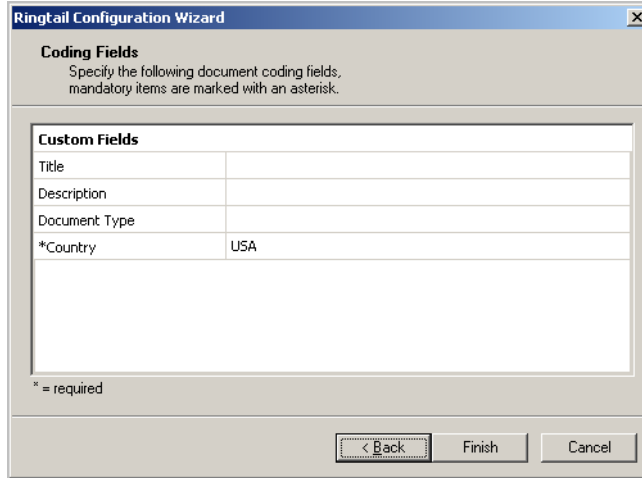 Ringtail Configuration Wizard
Coding Fields
Specify the following document coding fields,
mandatory items are marked with an asterisk.
Custom Fields
Title
Description
Document Type
*Country USA
* = required
< Back Finish Cancel